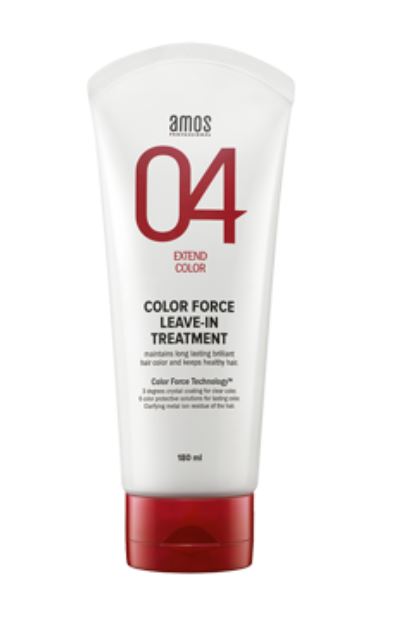 amos
PROFESSIONAL
04
EXTEND
COLOR
COLOR FORCE
LEAVE-IN
TREATMENT
maintains long lasting brilliant
hair color and keeps healthy hair.
Color Force Technology™
3 degrees crystal coating for clear color.
6 color protective solutions for lasting color.
Clarifying metal ion residue of the hair.
180 ml